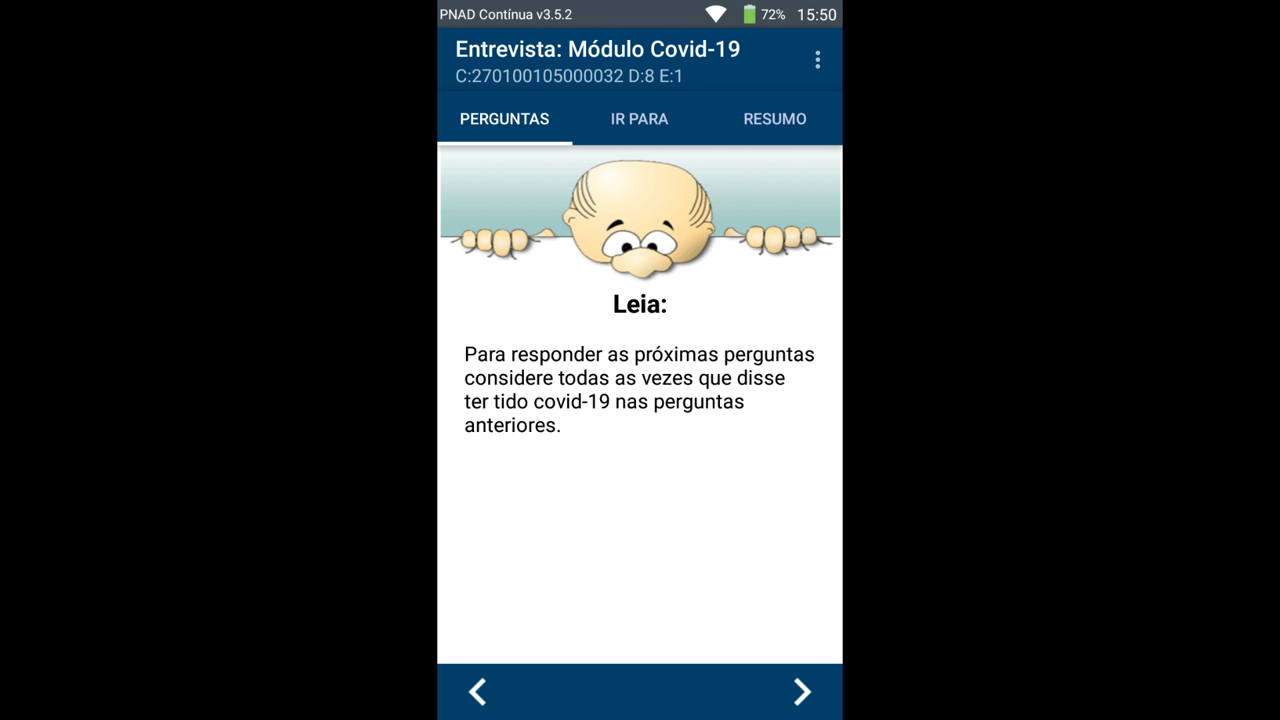 PNAD Contínua v3.5.2 72% 15:50
Entrevista: Módulo Covid-19
C:270100105000032 D:8 E:1
PERGUNTAS IR PARA RESUMO
Leia:
Para responder as próximas perguntas
considere todas as vezes que disse
ter tido covid-19 nas perguntas
anteriores.